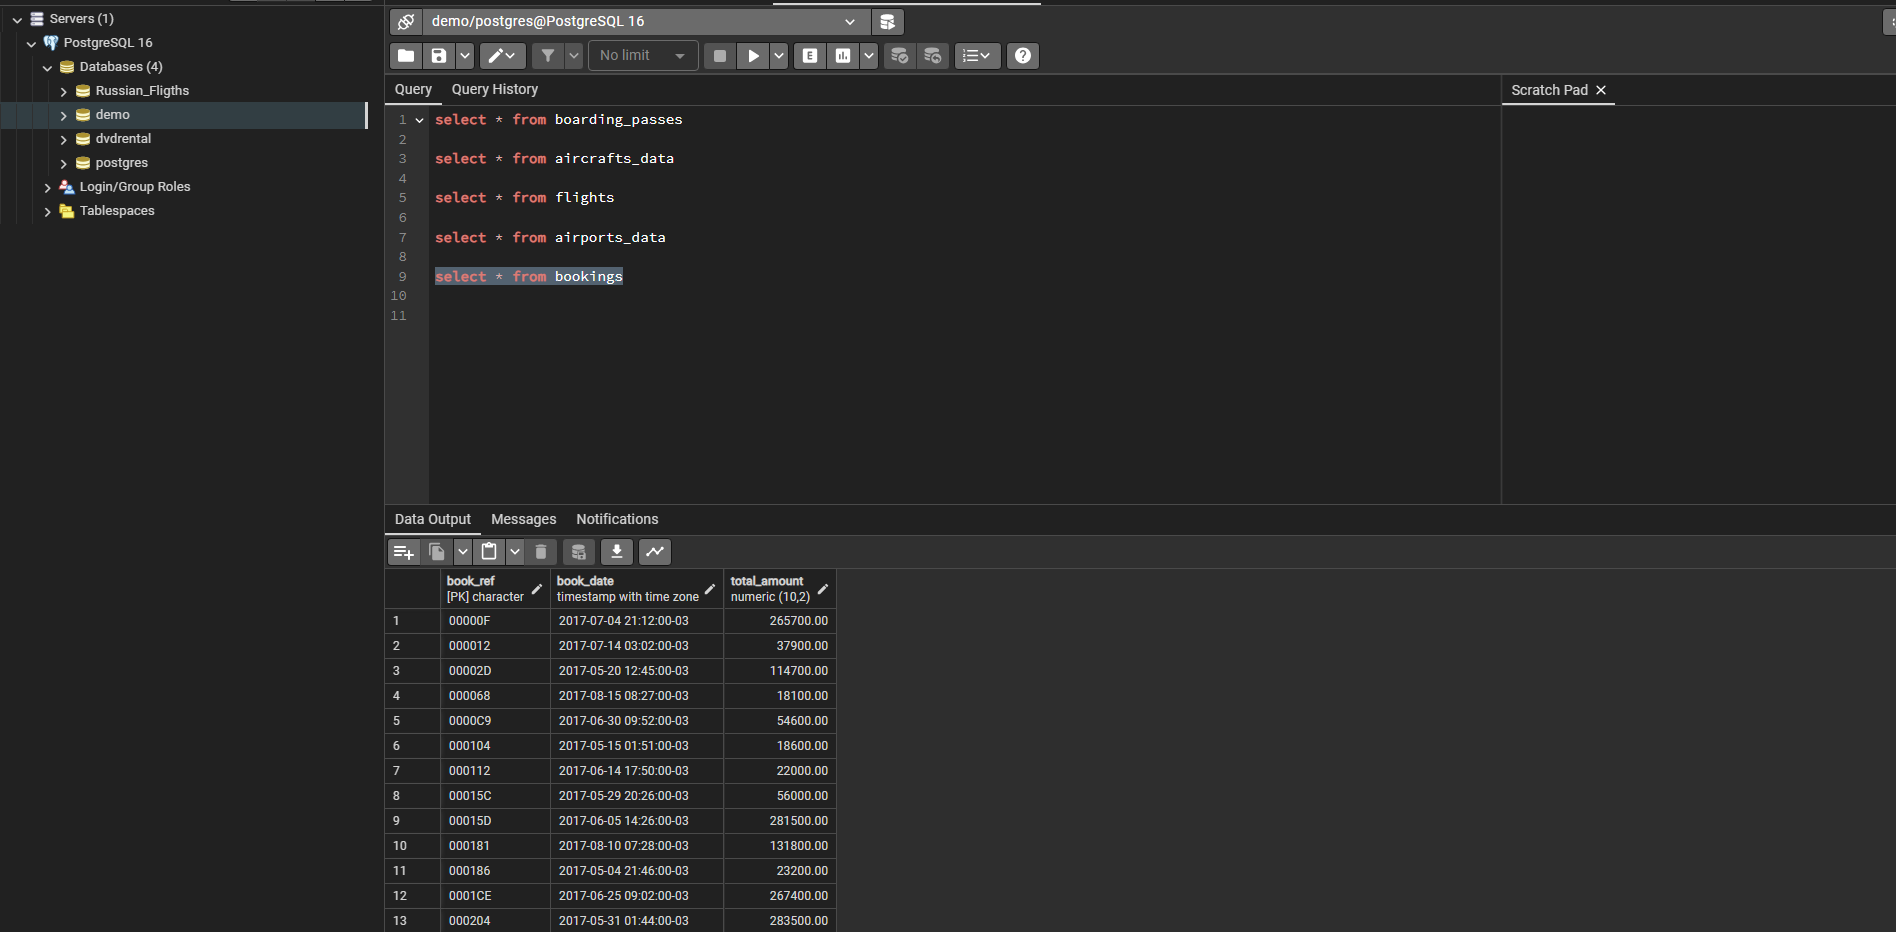 Servers (1)
PostgreSQL 16
Databases (4)
Russian_Fligths
demo
dvdrental
postgres
Login/Group Roles
Tablespaces
demo/postgres@PostgreSQL 16
No limit
E
Query
Query History
Scratch Pad
1 select * from boarding_passes
2
3 select * from aircrafts_data
4
5 select * from flights
6
7 select * from airports_data
8
9 select * from bookings
10
11
Data Output
Messages
Notifications
book_ref
[PK] character
book_date
timestamp with time zone
total_amount
numeric (10,2)
1 00000F 2017-07-04 21:12:00-03 265700.00
2 000012 2017-07-14 03:02:00-03 37900.00
3 00002D 2017-05-20 12:45:00-03 114700.00
4 000068 2017-08-15 08:27:00-03 18100.00
5 0000C9 2017-06-30 09:52:00-03 54600.00
6 000104 2017-05-15 01:51:00-03 18600.00
7 000112 2017-06-14 17:50:00-03 22000.00
8 00015C 2017-05-29 20:26:00-03 56000.00
9 00015D 2017-06-05 14:26:00-03 281500.00
10 000181 2017-08-10 07:28:00-03 131800.00
11 000186 2017-05-04 21:46:00-03 23200.00
12 0001CE 2017-06-25 09:02:00-03 267400.00
13 000204 2017-05-31 01:44:00-03 283500.00